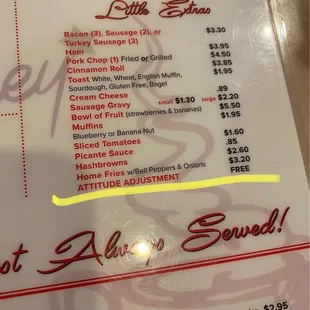 Little Extras
Bacon (3), Sausage (2), or
Turkey Sausage (2) $3.30
Ham $3.95
Pork Chop (1) Fried or Grilled $4.50
Cinnamon Roll $3.85
Toast White, Wheat, English Muffin, $1.95
Sourdough, Gluten Free, Bagel
Cream Cheese .89
Sausage Gravy small $1.30 large $2.20
Bowl of Fruit (strawberries & bananas) $5.50
Muffins $1.95
Blueberry or Banana Nut
Sliced Tomatoes $1.60
Picante Sauce .85
Hashbrowns $2.60
Home Fries w/Bell Peppers & Onions $3.20
ATTITUDE ADJUSTMENT FREE
Always Served!
$2.95